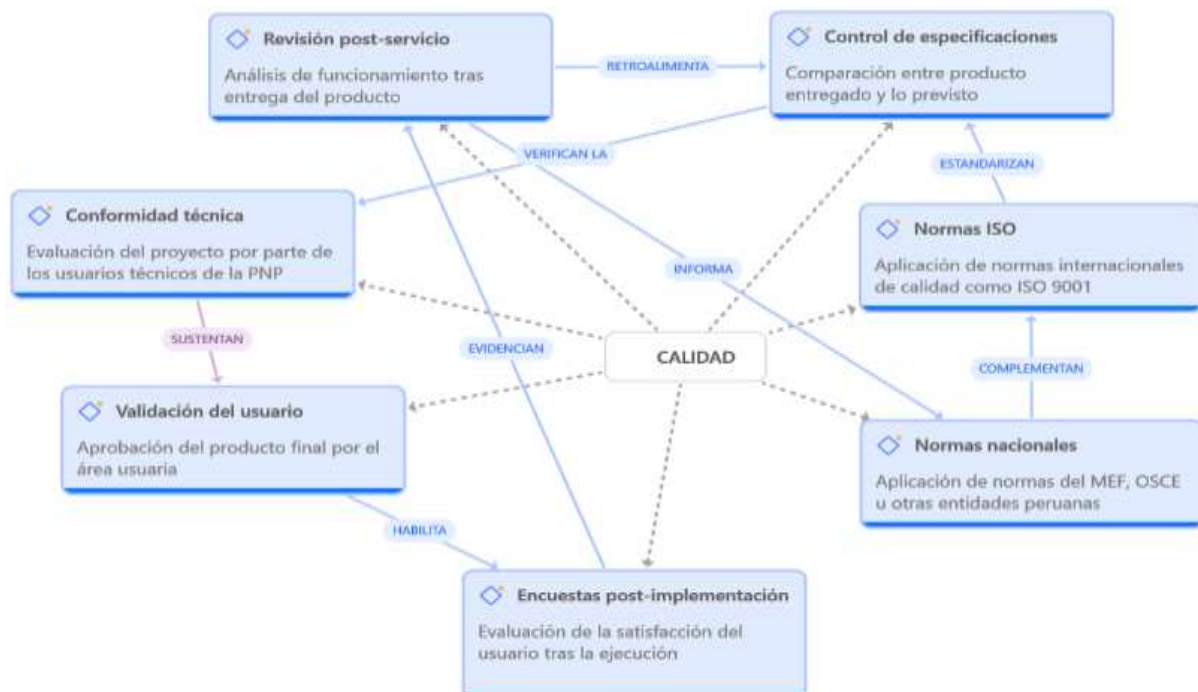 Revisión post-servicio
Análisis de funcionamiento tras
entrega del producto
RETROALIMENTA
Control de especificaciones
Comparación entre producto
entregado y lo previsto
VERIFICAN LA
ESTANDARIZAN
Conformidad técnica
Evaluación del proyecto por parte de
los usuarios técnicos de la PNP
Normas ISO
Aplicación de normas internacionales
de calidad como ISO 9001
INFORMA
SUSTENTAN
EVIDENCIAN
CALIDAD
COMPLEMENTAN
Validación del usuario
Aprobación del producto final por el
área usuaria
Normas nacionales
Aplicación de normas del MEF, OSCE
u otras entidades peruanas
HABILITA
Encuestas post-implementación
Evaluación de la satisfacción del
usuario tras la ejecución